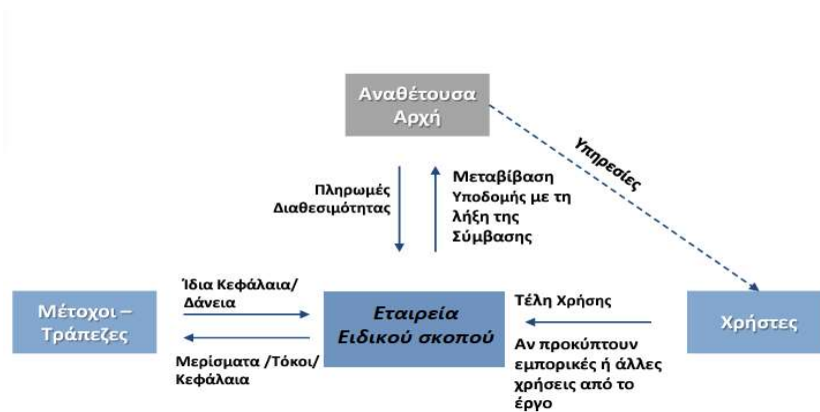 Αναθέτουσα
Αρχή
Υπηρεσίες
Πληρωμές
Διαθεσιμότητας
Μεταβίβαση
Υποδομής με τη
λήξη της
Σύμβασης
Μέτοχοι –
Τράπεζες
Ίδια Κεφάλαια/
Δάνεια
Μερίσματα /Τόκοι/
Κεφάλαια
Εταιρεία
Ειδικού σκοπού
Τέλη Χρήσης
Αν προκύπτουν
εμπορικές ή άλλες
χρήσεις από το
έργο
Χρήστες